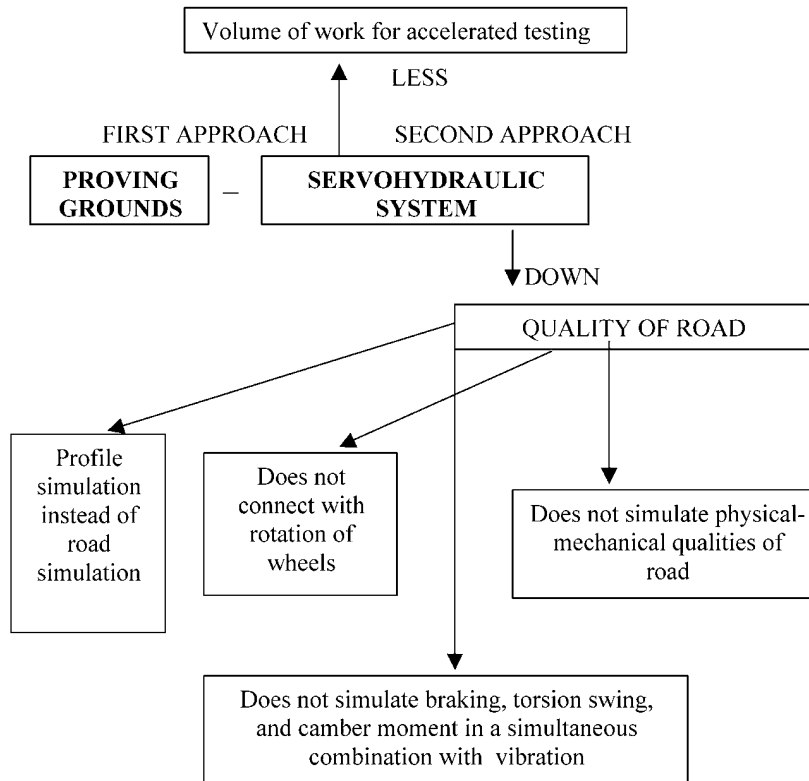 Volume of work for accelerated testing
LESS
FIRST APPROACH
SECOND APPROACH
PROVING
GROUNDS
–
SERVOHYDRAULIC
SYSTEM
DOWN
QUALITY OF ROAD
Profile
simulation
instead of
road
simulation
Does not
connect with
rotation of
wheels
Does not simulate physical-
mechanical qualities of
road
Does not simulate braking, torsion swing,
and camber moment in a simultaneous
combination with vibration